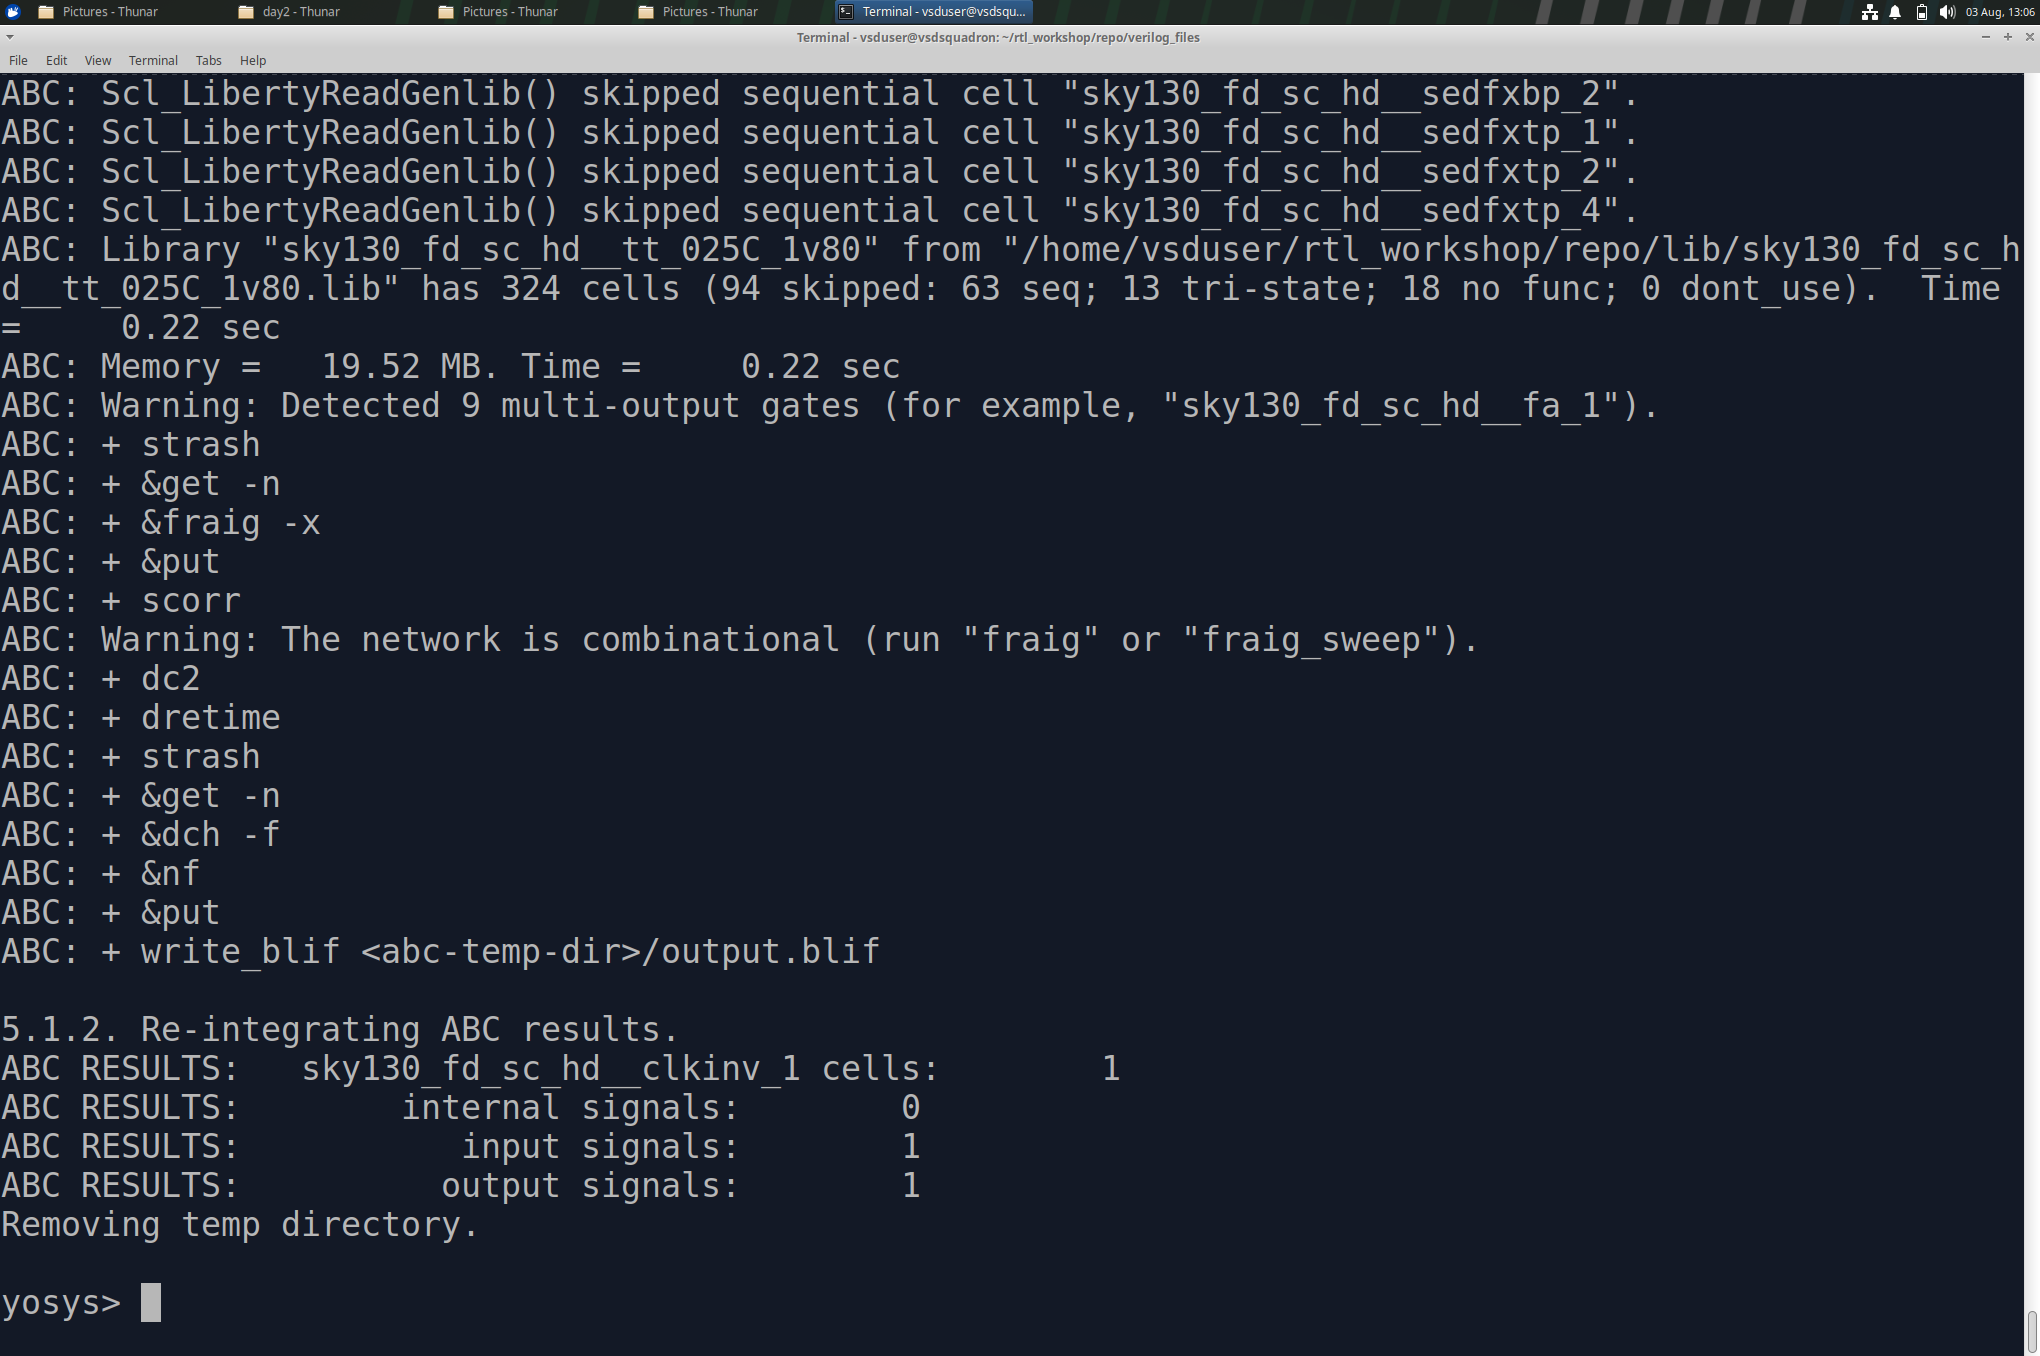 Pictures - Thunar
day2 - Thunar
Pictures - Thunar
Pictures - Thunar
Terminal - vsduser@vsdsqu...
03 Aug, 13:06
Terminal - vsduser@vsdsquadron: ~/rtl_workshop/repo/verilog_files
File Edit View Terminal Tabs Help
ABC: Scl_LibertyReadGenlib() skipped sequential cell "sky130_fd_sc_hd__sedfxbp_2".
ABC: Scl_LibertyReadGenlib() skipped sequential cell "sky130_fd_sc_hd__sedfxtp_1".
ABC: Scl_LibertyReadGenlib() skipped sequential cell "sky130_fd_sc_hd__sedfxtp_2".
ABC: Scl_LibertyReadGenlib() skipped sequential cell "sky130_fd_sc_hd__sedfxtp_4".
ABC: Library "sky130_fd_sc_hd__tt_025C_1v80" from "/home/vsduser/rtl_workshop/repo/lib/sky130_fd_sc_h
d__tt_025C_1v80.lib" has 324 cells (94 skipped: 63 seq; 13 tri-state; 18 no func; 0 dont_use).  Time
=     0.22 sec
ABC: Memory =   19.52 MB. Time =     0.22 sec
ABC: Warning: Detected 9 multi-output gates (for example, "sky130_fd_sc_hd__fa_1").
ABC: + strash
ABC: + &get -n
ABC: + &fraig -x
ABC: + &put
ABC: + scorr
ABC: Warning: The network is combinational (run "fraig" or "fraig_sweep").
ABC: + dc2
ABC: + dretime
ABC: + strash
ABC: + &get -n
ABC: + &dch -f
ABC: + &nf
ABC: + &put
ABC: + write_blif <abc-temp-dir>/output.blif
5.1.2. Re-integrating ABC results.
ABC RESULTS:   sky130_fd_sc_hd__clkinv_1 cells:        1
ABC RESULTS:        internal signals:        0
ABC RESULTS:           input signals:        1
ABC RESULTS:          output signals:        1
Removing temp directory.
yosys>